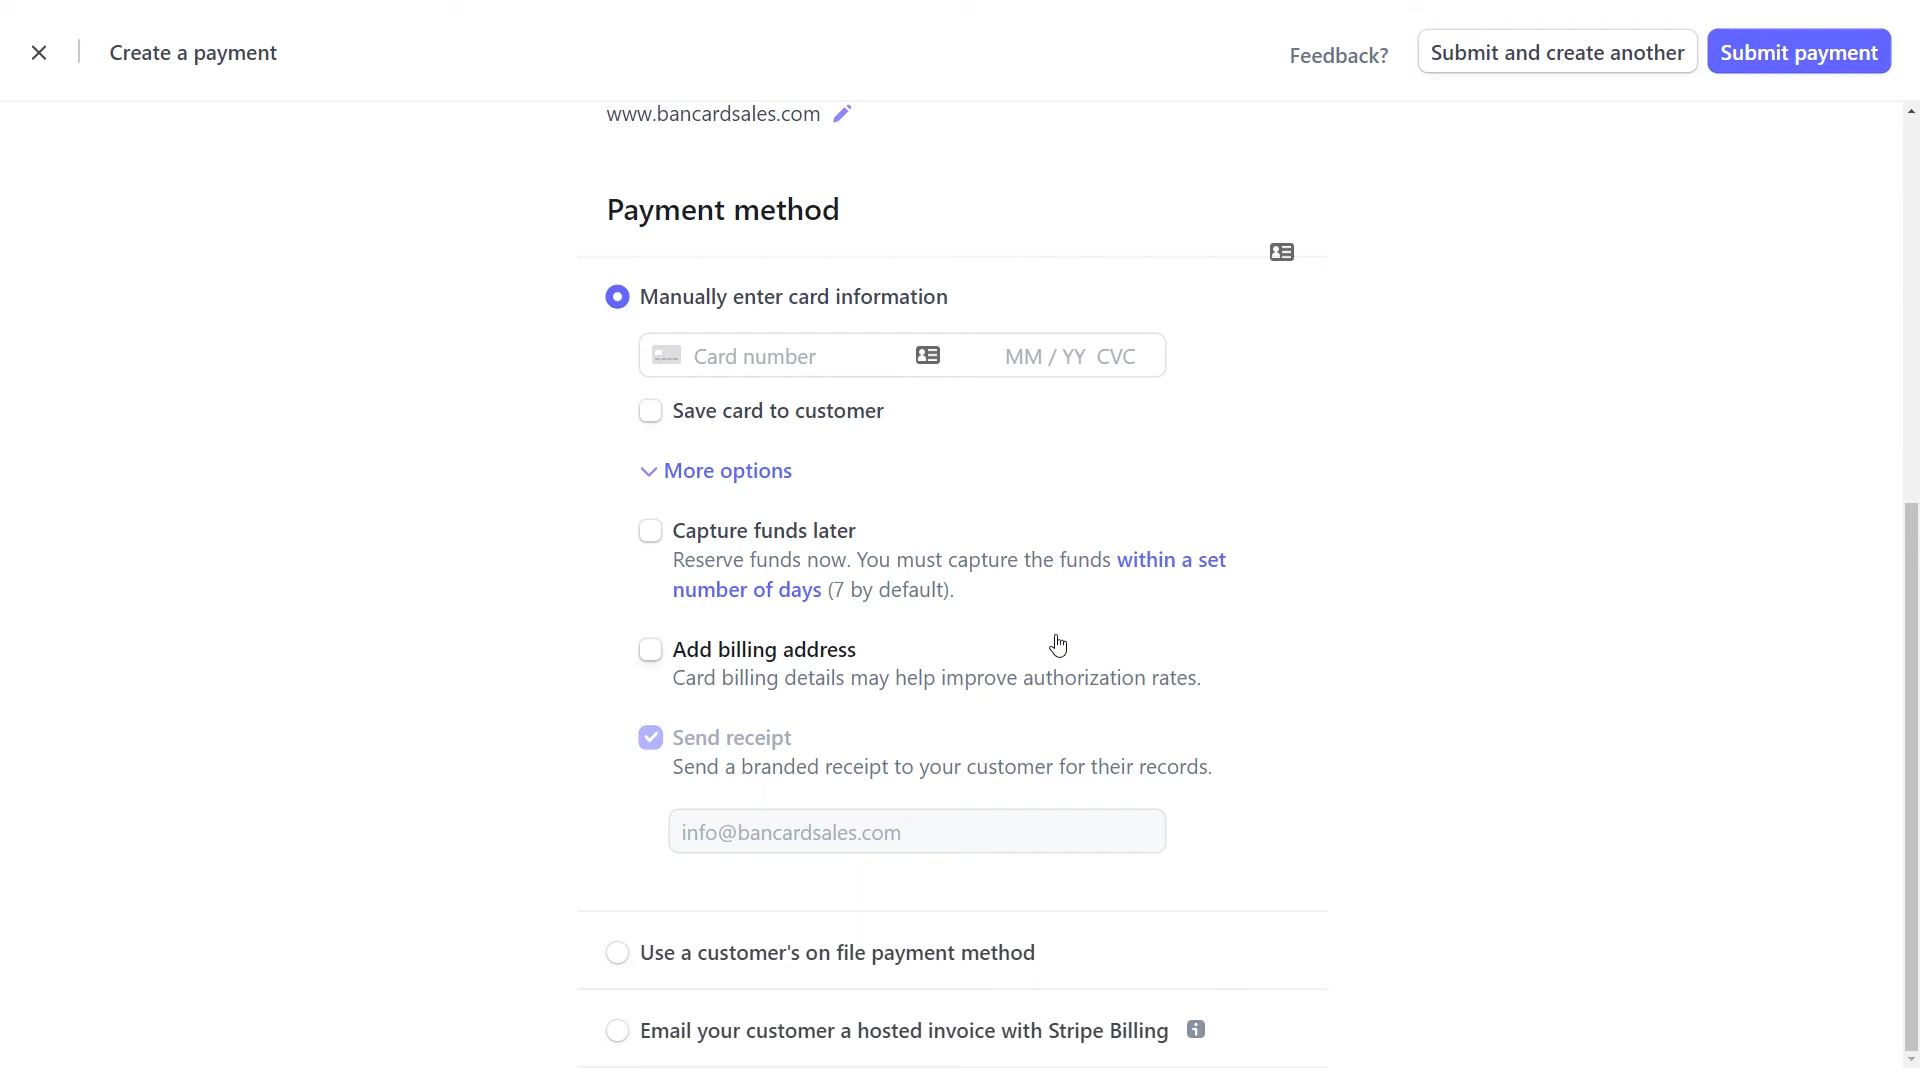 Create a payment
Feedback?
Submit and create another
Submit payment
www.bancardsales.com
Payment method
Manually enter card information
Card number
MM / YY CVC
Save card to customer
More options
Capture funds later
Reserve funds now. You must capture the funds within a set
number of days (7 by default).
Add billing address
Card billing details may help improve authorization rates.
Send receipt
Send a branded receipt to your customer for their records.
info@bancardsales.com
Use a customer's on file payment method
Email your customer a hosted invoice with Stripe Billing